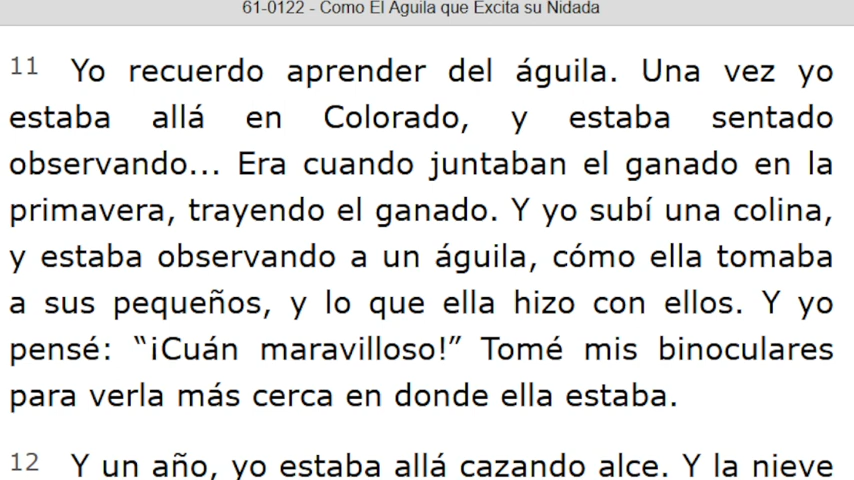 61-0122 - Como El Aguila que Excita su Nidada
11 Yo recuerdo aprender del águila. Una vez yo
estaba allá en Colorado, y estaba sentado
observando... Era cuando juntaban el ganado en la
primavera, trayendo el ganado. Y yo subí una colina,
y estaba observando a un águila, cómo ella tomaba
a sus pequeños, y lo que ella hizo con ellos. Y yo
pensé: “¡Cuán maravilloso!” Tomé mis binoculares
para verla más cerca en donde ella estaba.
12 Y un año, yo estaba allá cazando alce. Y la nieve